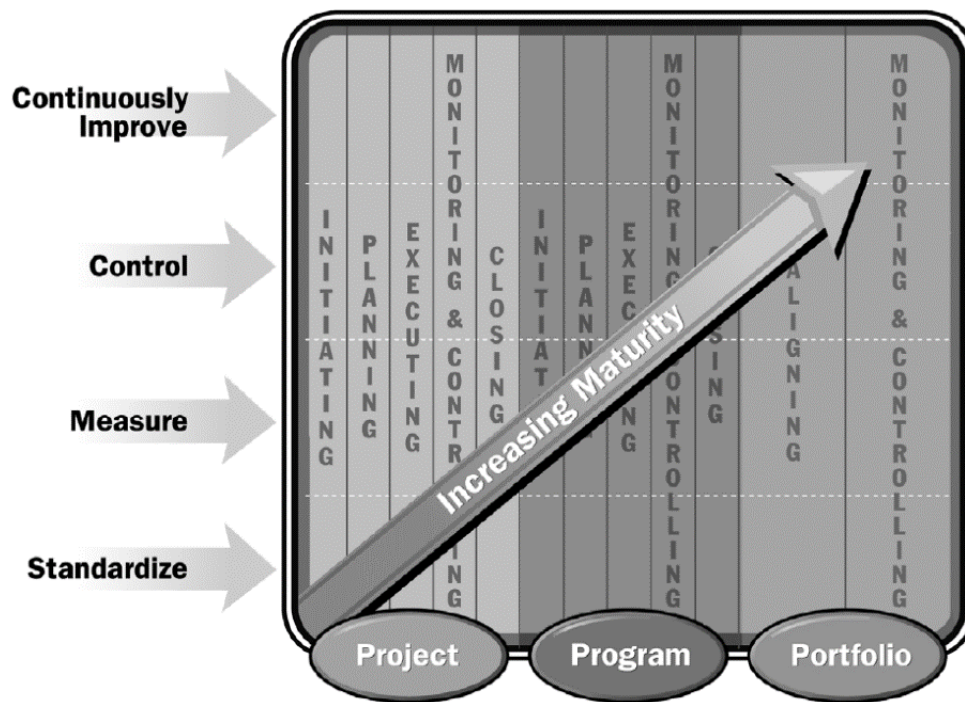 Continuously
Improve
Control
Measure
Standardize
INITIATING
PLANNING
EXECUTING
MONITORING & CONTR ING
CLOSING
INITIAT
PLANN
EXEC NG
MONITORING ONTROLLING
SING
ALIGNING
MONITORING & CONTROLLING
Increasing Maturity
Project
Program
Portfolio